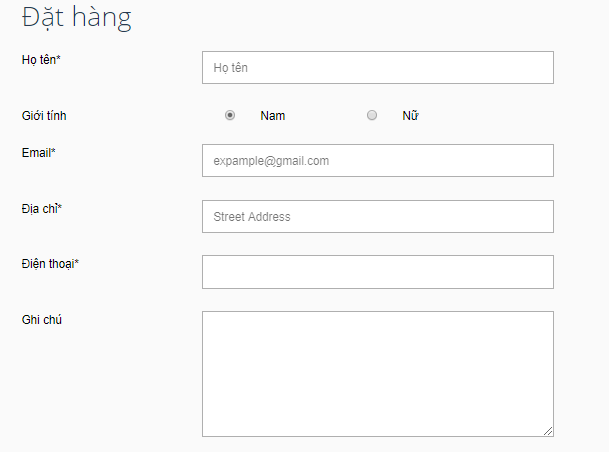 Đặt hàng
Họ tên*
Họ tên
Giới tính
Nam
Nữ
Email*
expample@gmail.com
Địa chỉ*
Street Address
Điện thoại*
Ghi chú